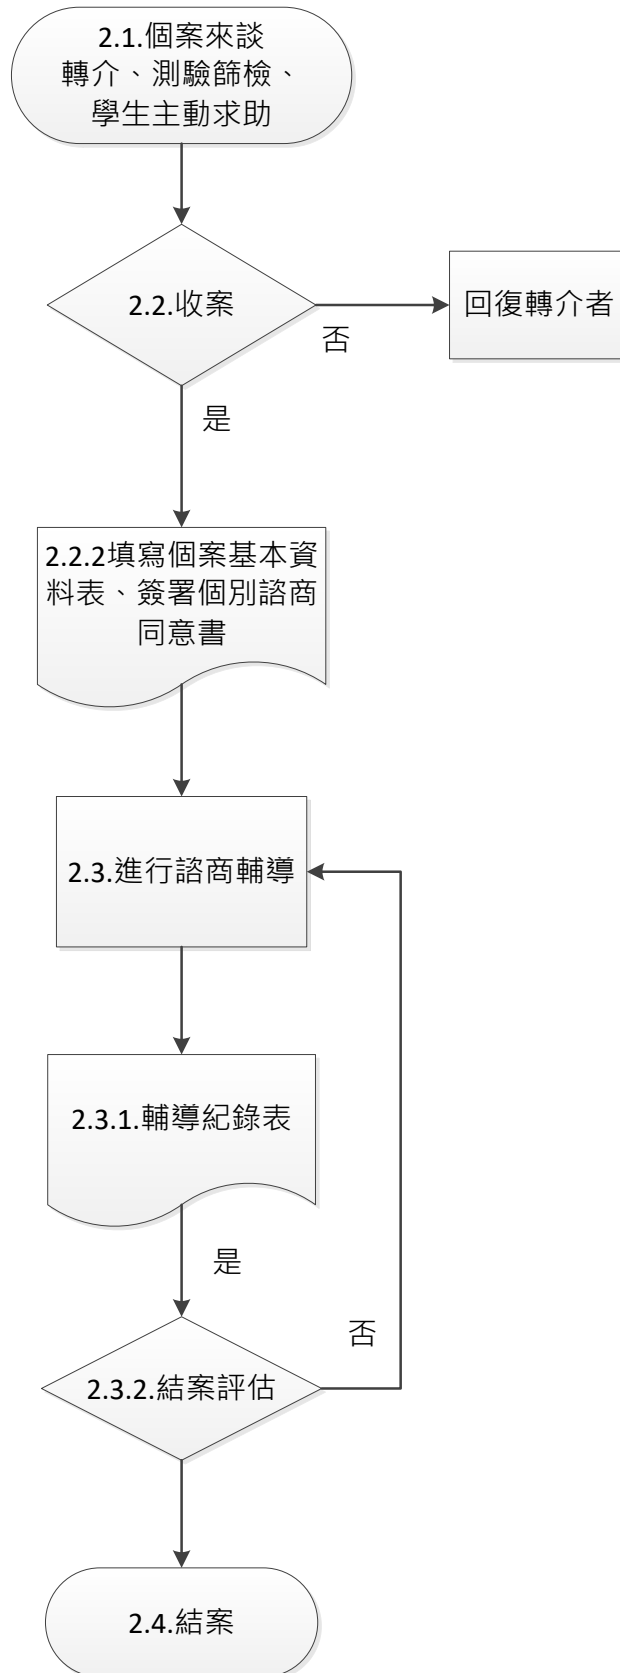 2.1.個案來談
轉介、測驗篩檢、
學生主動求助
2.2.收案
否
回復轉介者
是
2.2.2填寫個案基本資
料表、簽署個別諮商
同意書
2.3.進行諮商輔導
2.3.1.輔導紀錄表
是
否
2.3.2.結案評估
2.4.結案